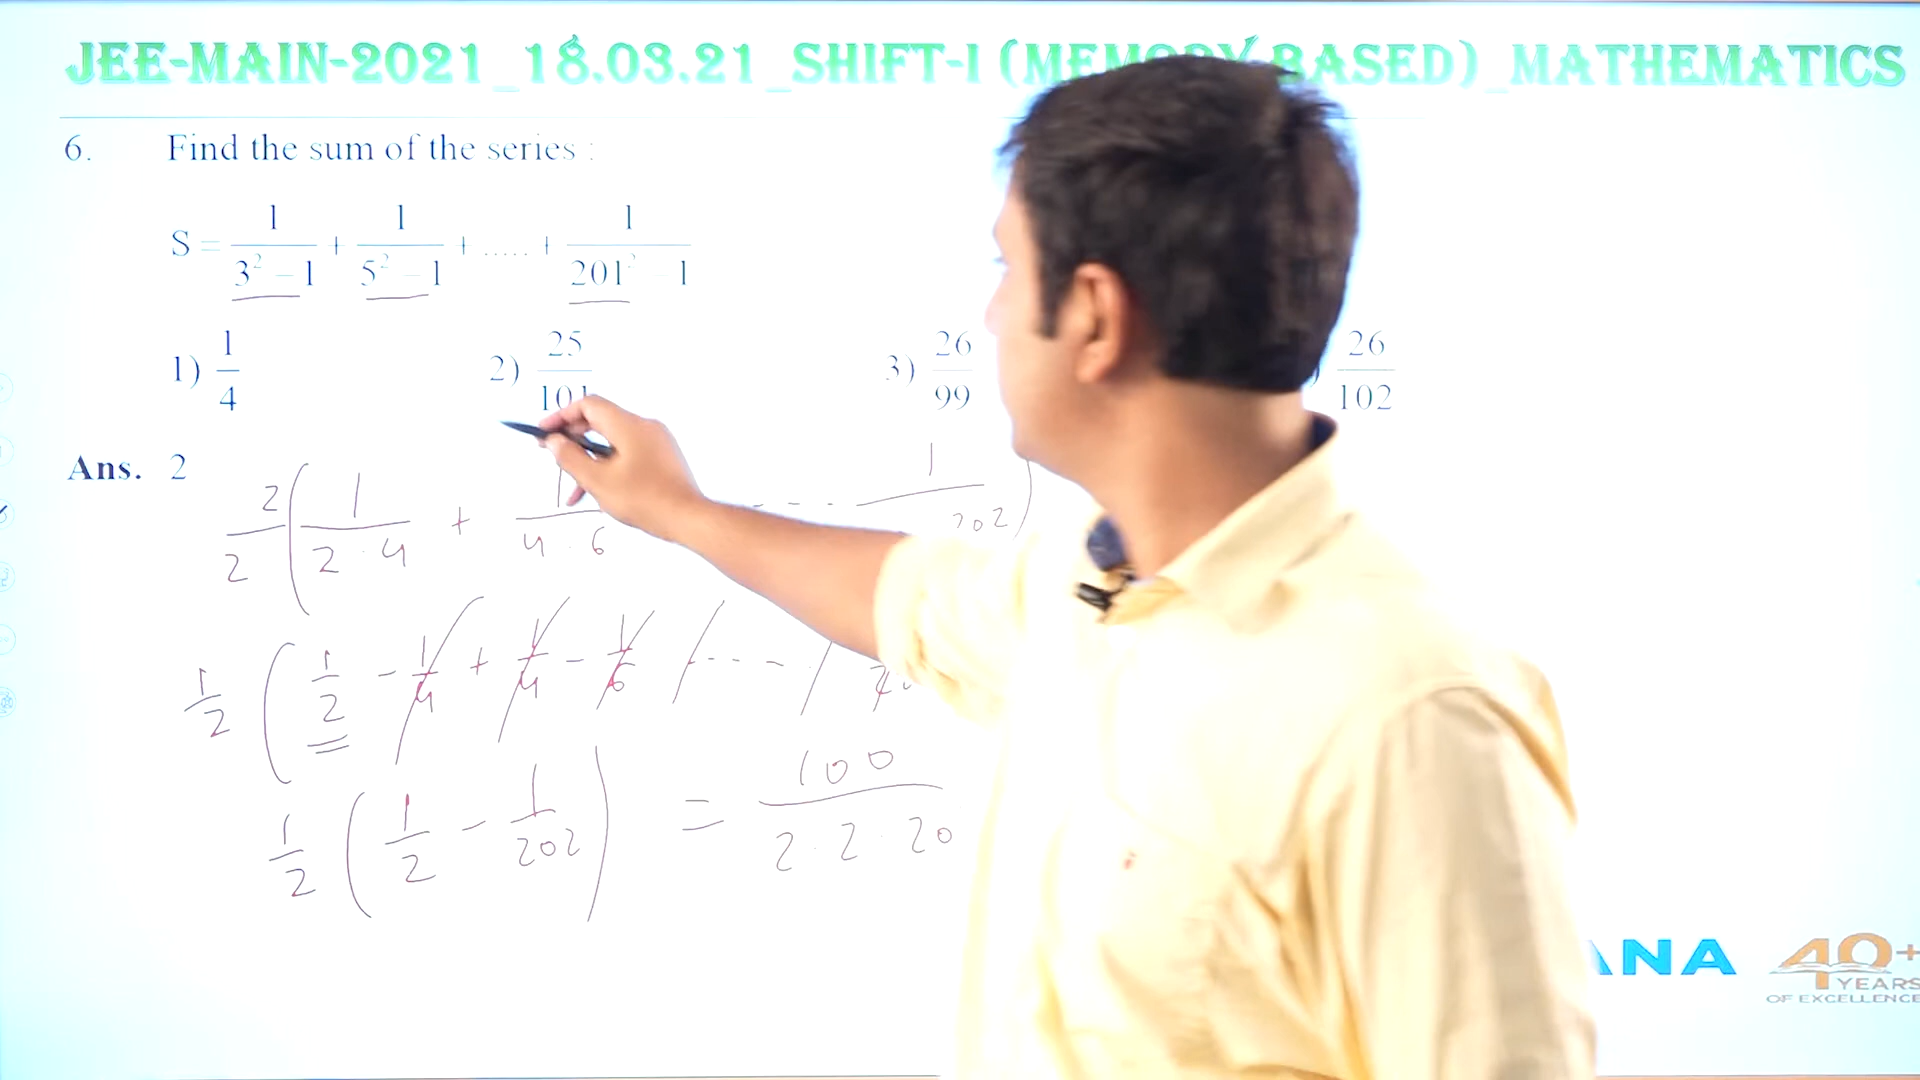 JEE-MAIN-2021_18.03.21_SHIFT-I (MEMORY BASED)_MATHEMATICS
6. Find the sum of the series :
S = 1/(3² – 1) + 1/(5² – 1) + ..... + 1/(201² – 1)
1) 1/4 2) 25/101 3) 26/99 ) 26/102
Ans. 2
2/2 ( 1/(2 · 4) + 1/(4 · 6) - - - 1/(202) )
1/2 ( 1/2 - 1/4 + 1/4 - 1/6 - - - -
1/2 ( 1/2 - 1/202 ) = 100/(2 · 2 · 20
ANA 40+
YEARS
OF EXCELLENCE